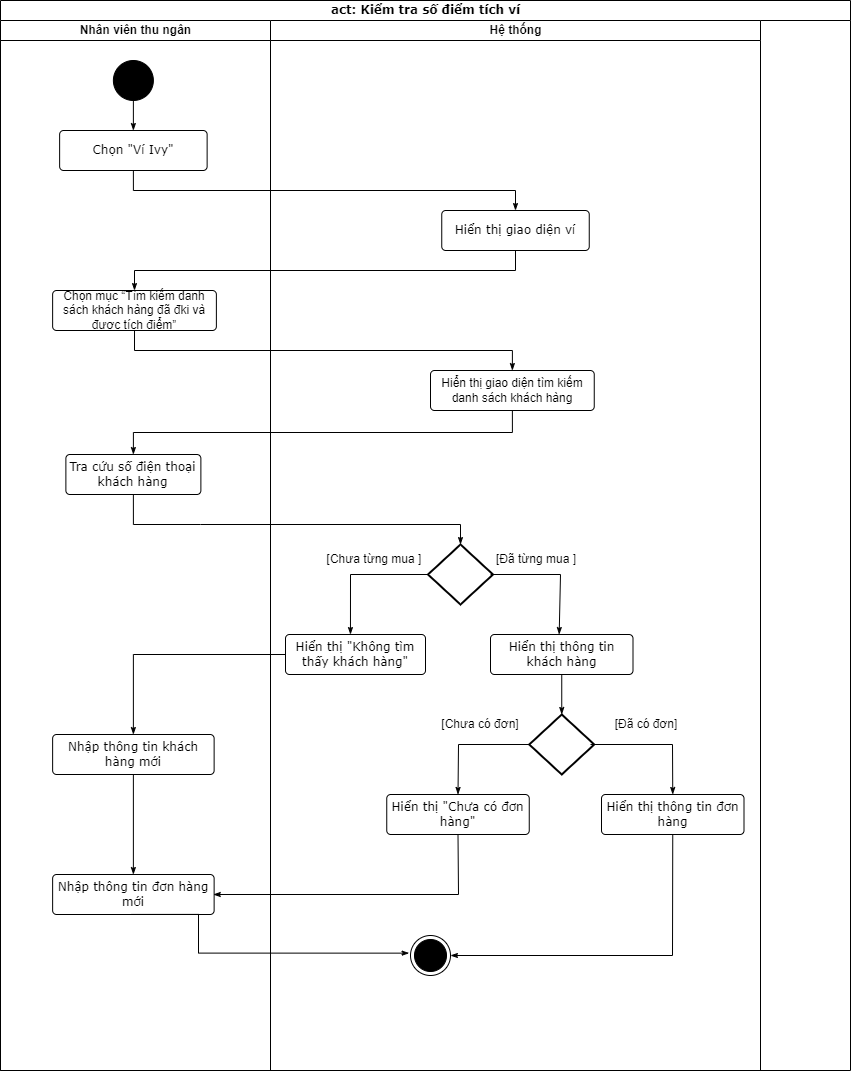 act: Kiểm tra số điểm tích ví
Nhân viên thu ngân
Hệ thống
Chọn "Ví Ivy"
Hiển thị giao diện ví
Chọn mục “Tìm kiếm danh
sách khách hàng đã đki và
được tích điểm”
Hiển thị giao diện tìm kiếm
danh sách khách hàng
Tra cứu số điện thoại
khách hàng
[Chưa từng mua ]
[Đã từng mua ]
Hiển thị "Không tìm
thấy khách hàng"
Hiển thị thông tin
khách hàng
[Chưa có đơn]
[Đã có đơn]
Nhập thông tin khách
hàng mới
Hiển thị "Chưa có đơn
hàng"
Hiển thị thông tin đơn
hàng
Nhập thông tin đơn hàng
mới